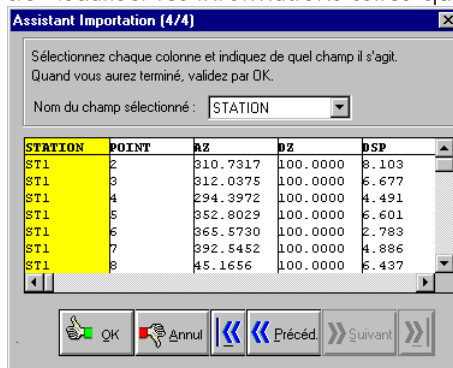 Assistant Importation (4/4)
Sélectionnez chaque colonne et indiquez de quel champ il s'agit.
Quand vous aurez terminé, validez par OK.
Nom du champ sélectionné : STATION
STATION POINT AZ DZ DSP
ST1 2 310.7317 100.0000 8.103
ST1 3 312.0375 100.0000 6.677
ST1 4 294.3972 100.0000 4.491
ST1 5 352.8029 100.0000 6.601
ST1 6 365.5730 100.0000 2.783
ST1 7 392.5452 100.0000 4.886
ST1 8 45.1656 100.0000 6.437
OK Annul Précéd. Suivant